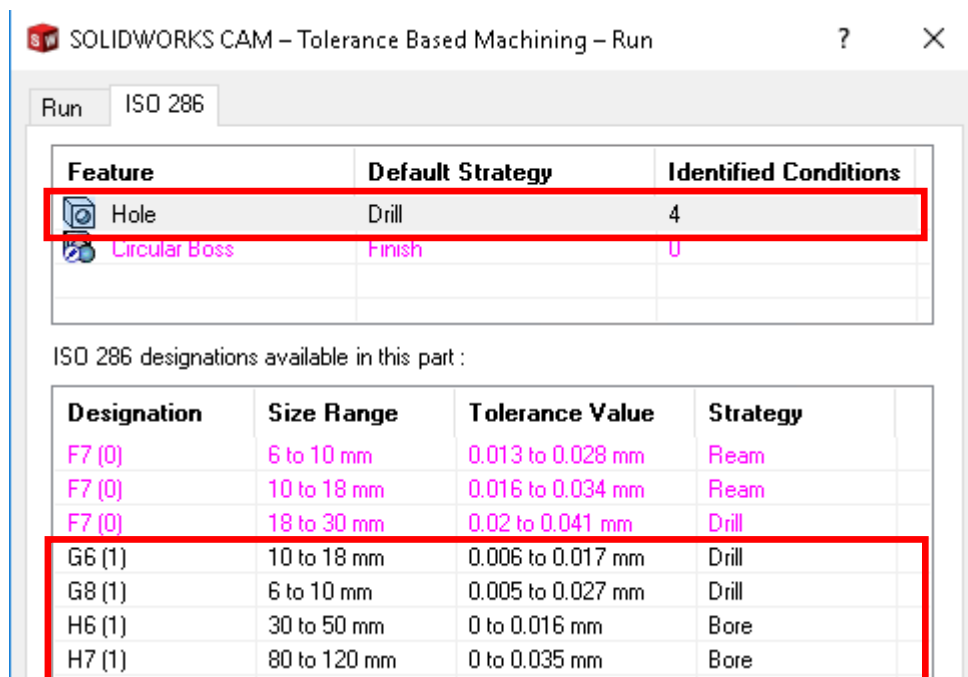 SW SOLIDWORKS CAM – Tolerance Based Machining – Run ? ×
Run ISO 286
Feature Default Strategy Identified Conditions
Hole Drill 4
Circular Boss Finish 0
ISO 286 designations available in this part :
Designation Size Range Tolerance Value Strategy
F7 (0) 6 to 10 mm 0.013 to 0.028 mm Ream
F7 (0) 10 to 18 mm 0.016 to 0.034 mm Ream
F7 (0) 18 to 30 mm 0.02 to 0.041 mm Drill
G6 (1) 10 to 18 mm 0.006 to 0.017 mm Drill
G8 (1) 6 to 10 mm 0.005 to 0.027 mm Drill
H6 (1) 30 to 50 mm 0 to 0.016 mm Bore
H7 (1) 80 to 120 mm 0 to 0.035 mm Bore